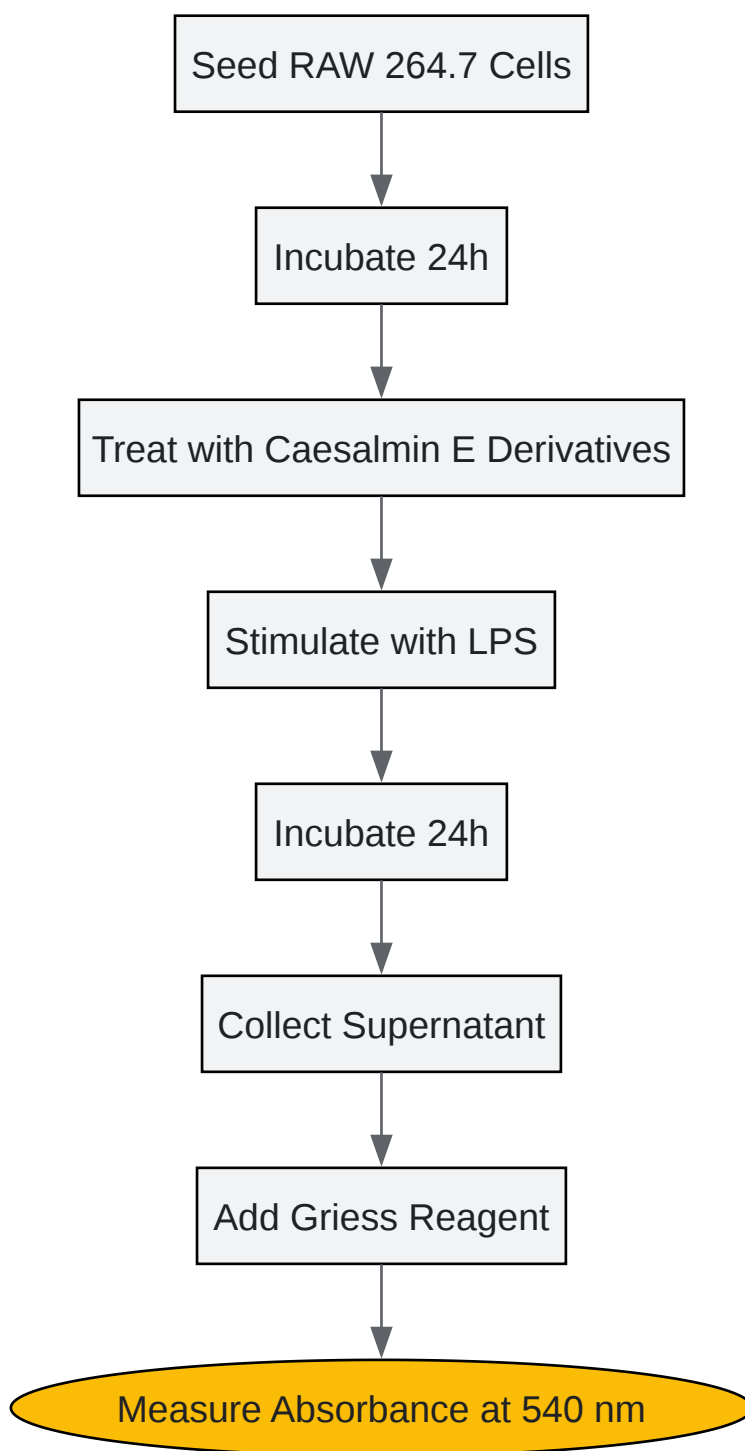 Seed RAW 264.7 Cells
Incubate 24h
Treat with Caesalmin E Derivatives
Stimulate with LPS
Incubate 24h
Collect Supernatant
Add Griess Reagent
Measure Absorbance at 540 nm